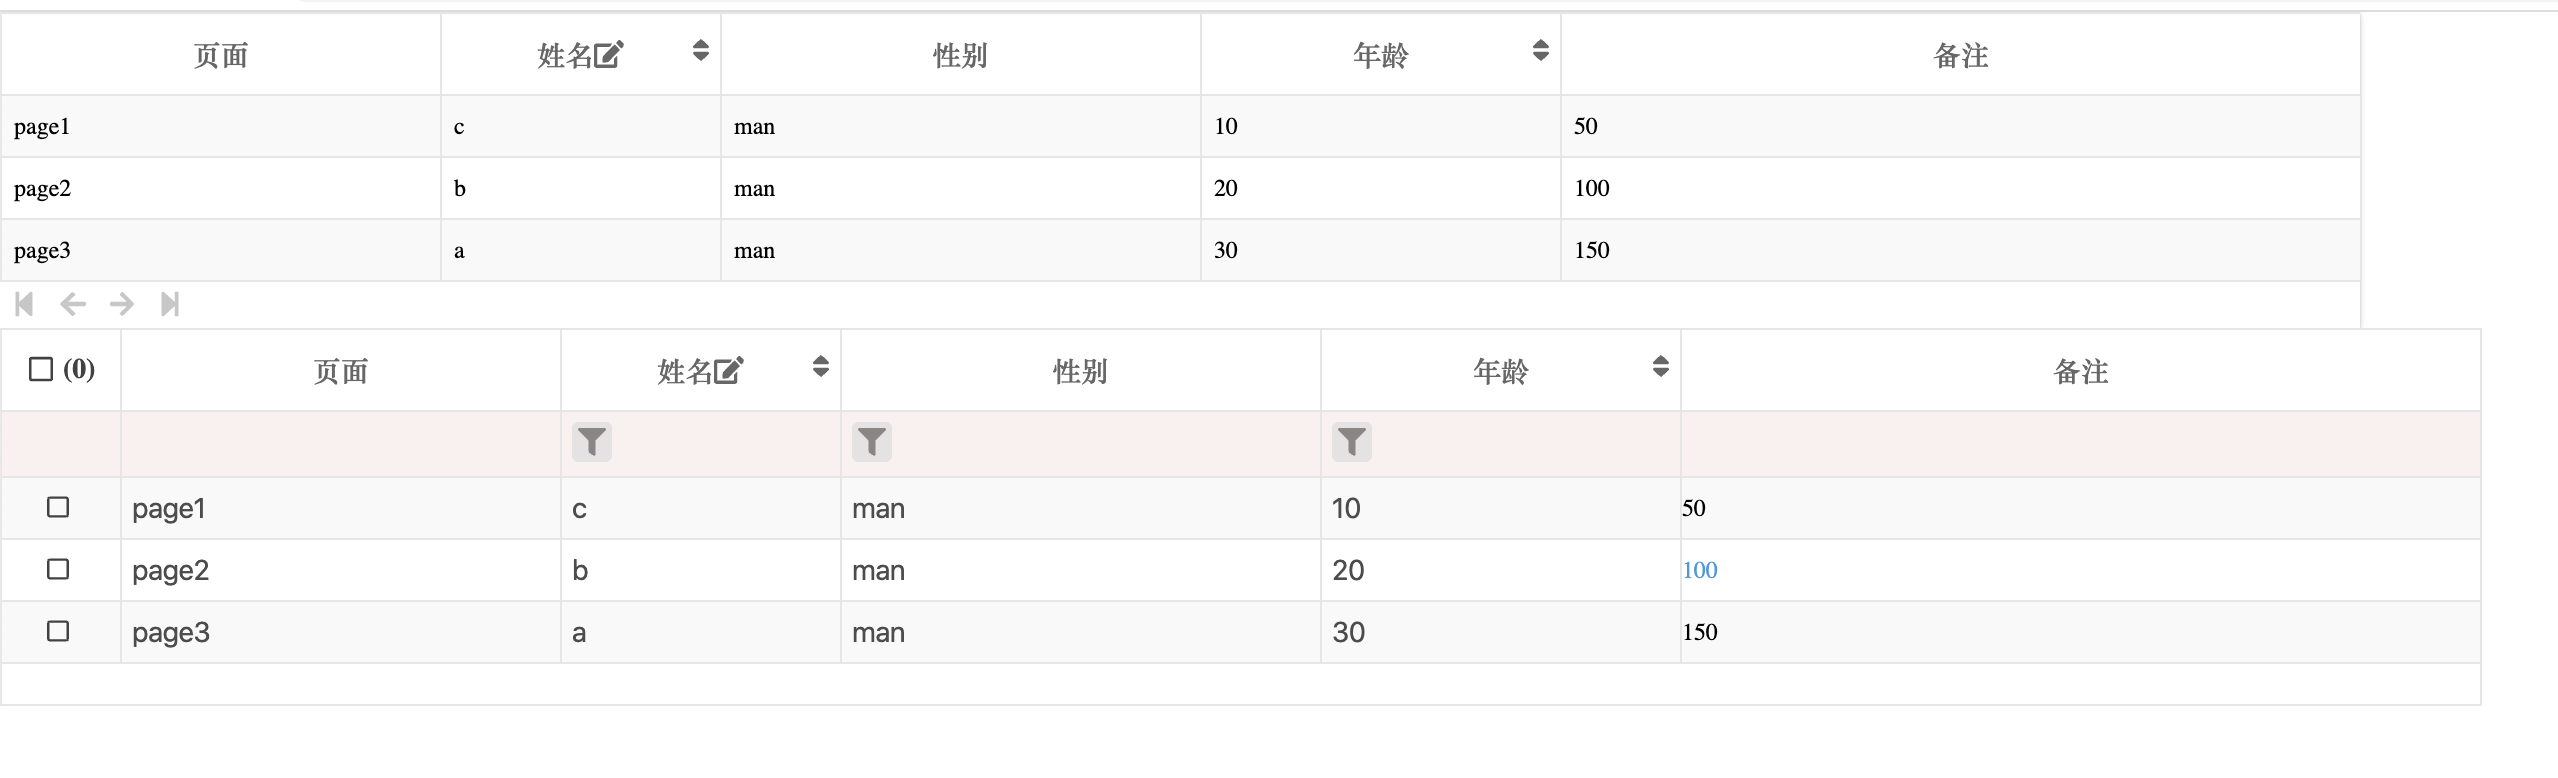 页面 姓名 性别 年龄 备注
page1 c man 10 50
page2 b man 20 100
page3 a man 30 150
(0) 页面 姓名 性别 年龄 备注
page1 c man 10 50
page2 b man 20 100
page3 a man 30 150